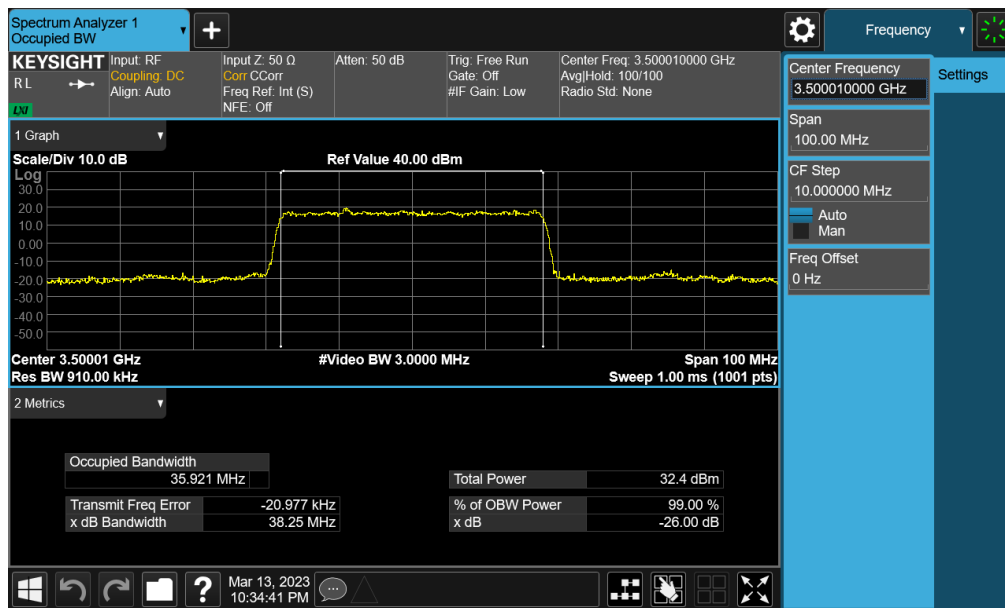 Spectrum Analyzer 1
Occupied BW
Frequency
KEYSIGHT
R L
LXI
Input: RF
Coupling: DC
Align: Auto
Input Z: 50 Ω
Corr CCorr
Freq Ref: Int (S)
NFE: Off
Atten: 50 dB
Trig: Free Run
Gate: Off
#IF Gain: Low
Center Freq: 3.500010000 GHz
Avg|Hold: 100/100
Radio Std: None
Center Frequency
3.500010000 GHz
Settings
Span
100.00 MHz
CF Step
10.000000 MHz
Auto
Man
Freq Offset
0 Hz
1 Graph
Scale/Div 10.0 dB
Ref Value 40.00 dBm
Log
30.0
20.0
10.0
0.00
-10.0
-20.0
-30.0
-40.0
-50.0
Center 3.50001 GHz
#Video BW 3.0000 MHz
Span 100 MHz
Res BW 910.00 kHz
Sweep 1.00 ms (1001 pts)
2 Metrics
Occupied Bandwidth
35.921 MHz
Total Power 32.4 dBm
Transmit Freq Error -20.977 kHz
% of OBW Power 99.00 %
x dB Bandwidth 38.25 MHz
x dB -26.00 dB
?
Mar 13, 2023
10:34:41 PM